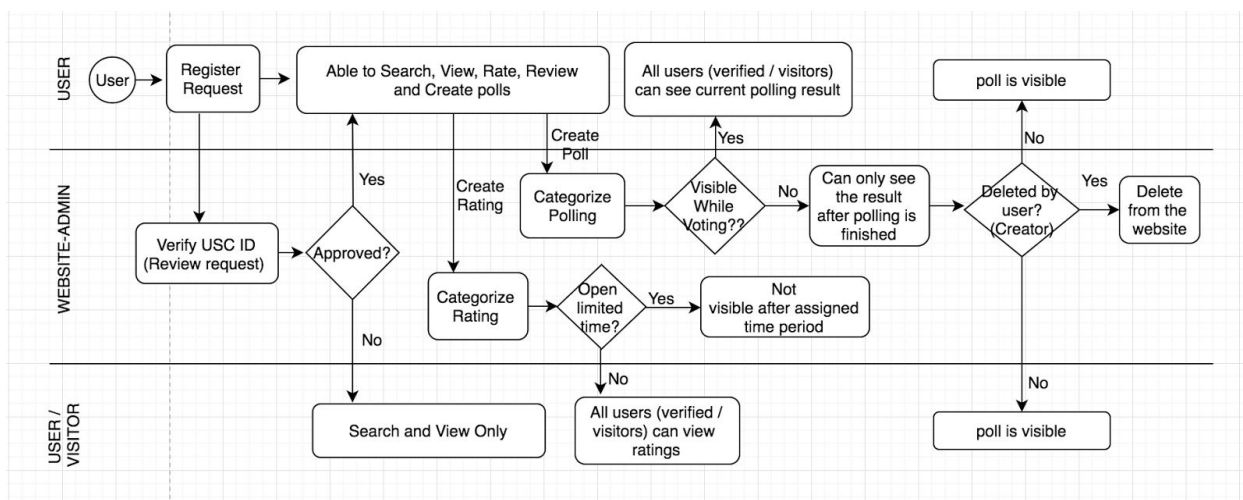 USER
User
Register
Request
Able to Search, View, Rate, Review
and Create polls
All users (verified / visitors)
can see current polling result
poll is visible
Create
Poll
Yes
No
WEBSITE-ADMIN
Yes
Create
Rating
Categorize
Polling
Visible
While
Voting??
No
Can only see
the result
after polling is
finished
Deleted by
user?
(Creator)
Yes
Delete
from the
website
Verify USC ID
(Review request)
Approved?
Categorize
Rating
Open
limited
time?
Yes
Not
visible after assigned
time period
No
No
No
USER /
VISITOR
Search and View Only
All users (verified /
visitors) can view
ratings
poll is visible